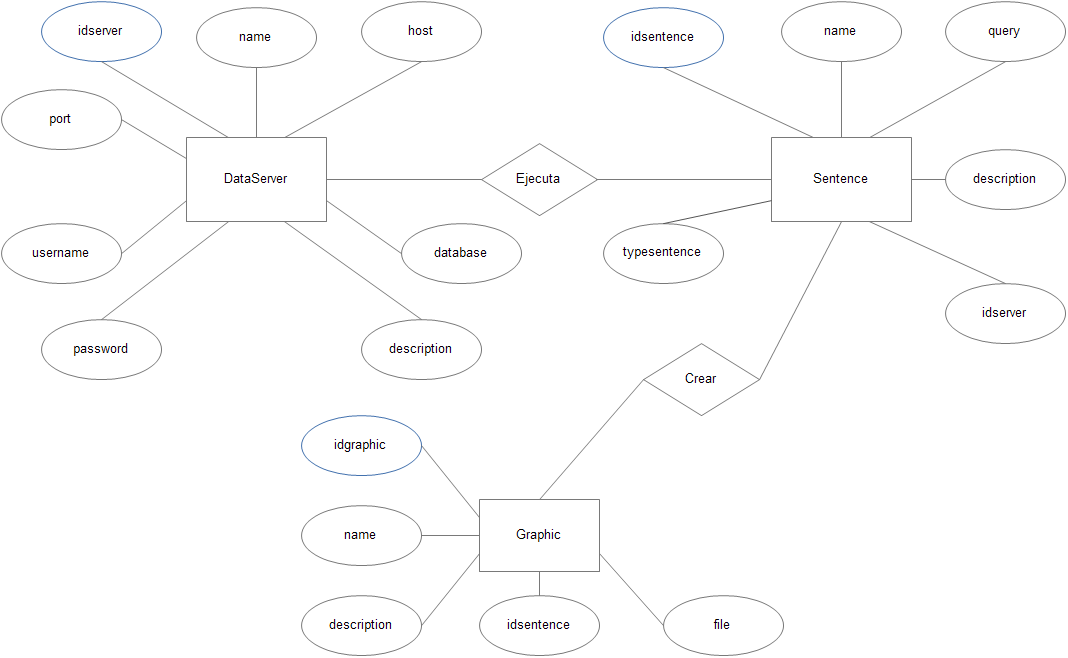 idserver
name
host
idsentence
name
query
port
DataServer
Ejecuta
Sentence
description
username
database
typesentence
password
description
idserver
Crear
idgraphic
name
Graphic
description
idsentence
file